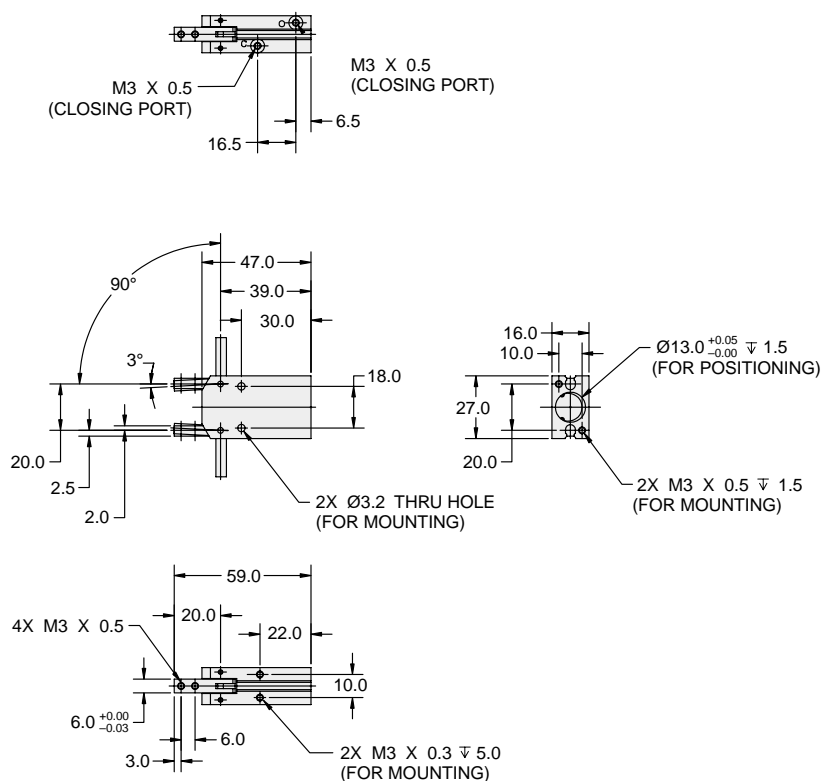 C
C
M3 X 0.5
(CLOSING PORT)
M3 X 0.5
(CLOSING PORT)
6.5
16.5
90°
47.0
39.0
30.0
3°
18.0
20.0
2.5
2.0
2X Ø3.2 THRU HOLE
(FOR MOUNTING)
16.0
10.0
Ø13.0 +0.05 −0.00 ↧ 1.5
(FOR POSITIONING)
27.0
20.0
2X M3 X 0.5 ↧ 1.5
(FOR MOUNTING)
59.0
20.0
4X M3 X 0.5
22.0
10.0
6.0 +0.00 −0.03
6.0
3.0
2X M3 X 0.3 ↧ 5.0
(FOR MOUNTING)